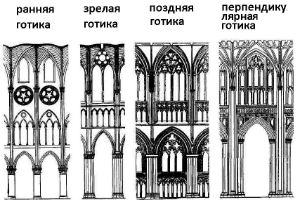 ранняя
готика
зрелая
готика
поздняя
готика
перпендику
лярная
готика